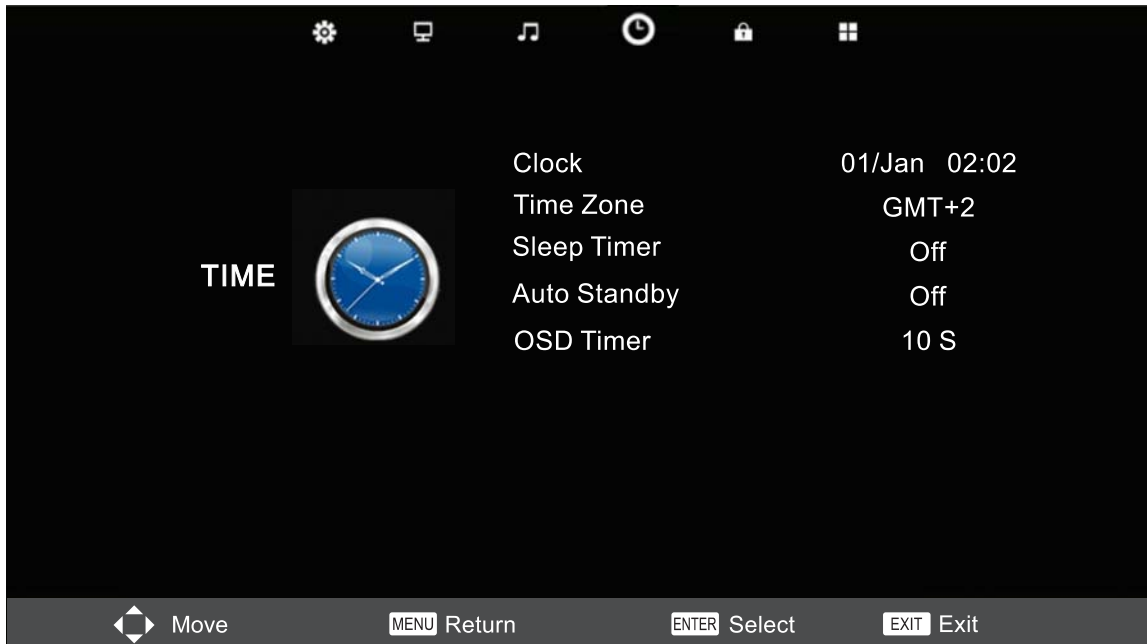 Clock 01/Jan 02:02
Time Zone GMT+2
Sleep Timer Off
TIME
Auto Standby Off
OSD Timer 10 S
Move MENU Return ENTER Select EXIT Exit